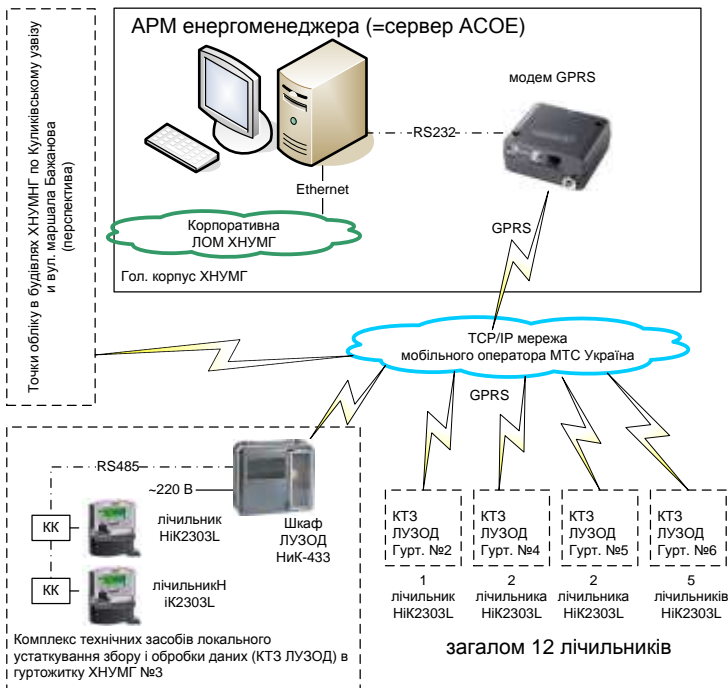 АРМ енергоменеджера (=сервер АСОЕ)
модем GPRS
RS232
Ethernet
Корпоративна
ЛОМ ХНУМГ
GPRS
Гол. корпус ХНУМГ
Точки обліку в будівлях ХНУМНГ по Куликівському узвізу
и вул. маршала Бажанова
(перспектива)
TCP/IP мережа
мобільного оператора МТС Україна
GPRS
RS485
~220 В
КК
лічильник
НіК2303L
Шкаф
ЛУЗОД
НиК-433
КК
лічильникН
іК2303L
Комплекс технічних засобів локального
устаткування збору і обробки даних (КТЗ ЛУЗОД) в
гуртожитку ХНУМГ №3
КТЗ
ЛУЗОД
Гурт. №2
1
лічильник
НіК2303L
КТЗ
ЛУЗОД
Гурт. №4
2
лічильника
НіК2303L
КТЗ
ЛУЗОД
Гурт. №5
2
лічильника
НіК2303L
КТЗ
ЛУЗОД
Гурт. №6
5
лічильників
НіК2303L
загалом 12 лічильників